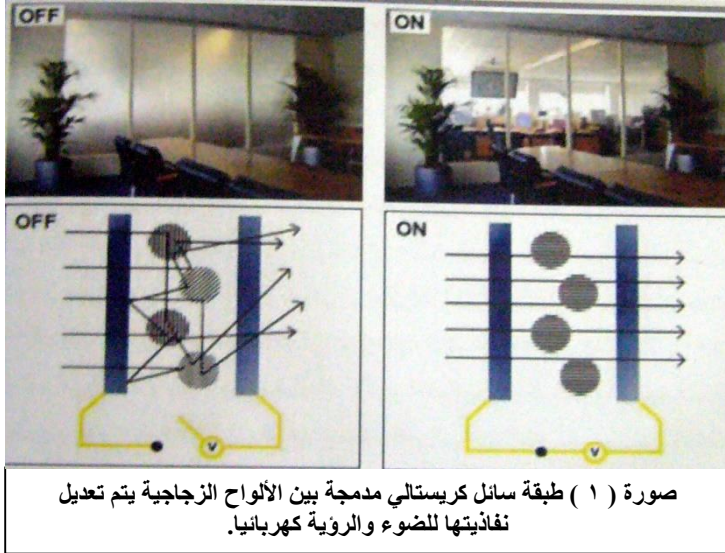 OFF
ON
OFF
ON
V
V
صورة ( ١ ) طبقة سائل كريستالي مدمجة بين الألواح الزجاجية يتم تعديل
نفاذيتها للضوء والرؤية كهربائيا.